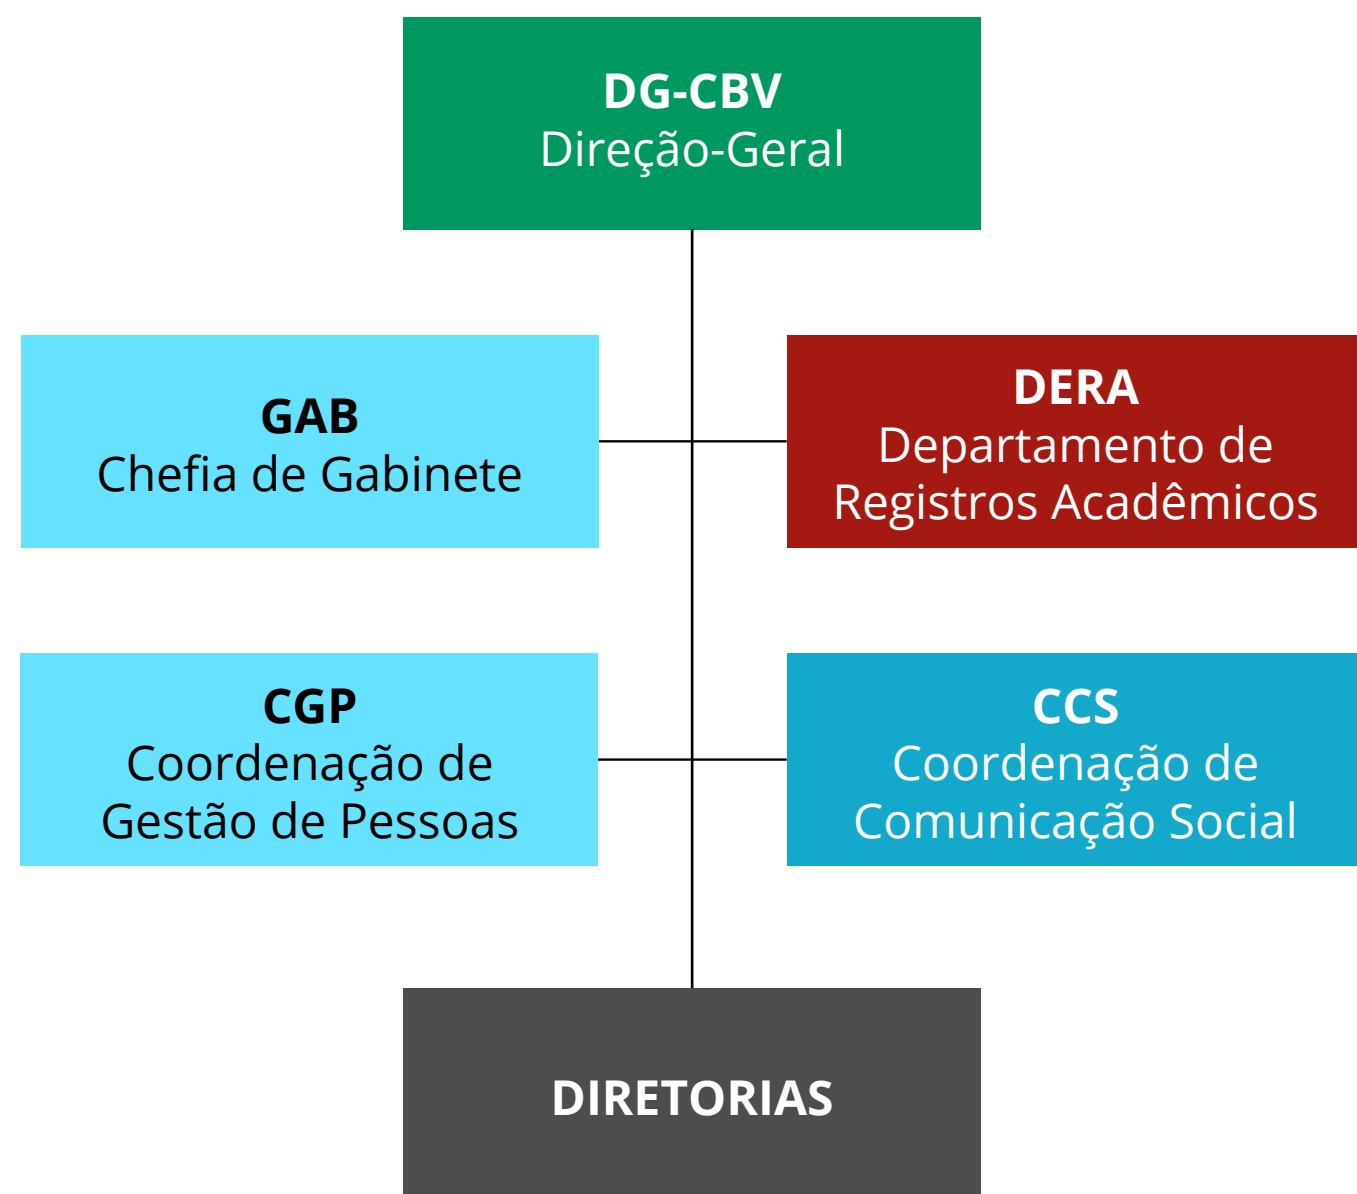 DG-CBV
Direção-Geral
GAB
Chefia de Gabinete
DERA
Departamento de
Registros Acadêmicos
CGP
Coordenação de
Gestão de Pessoas
CCS
Coordenação de
Comunicação Social
DIRETORIAS